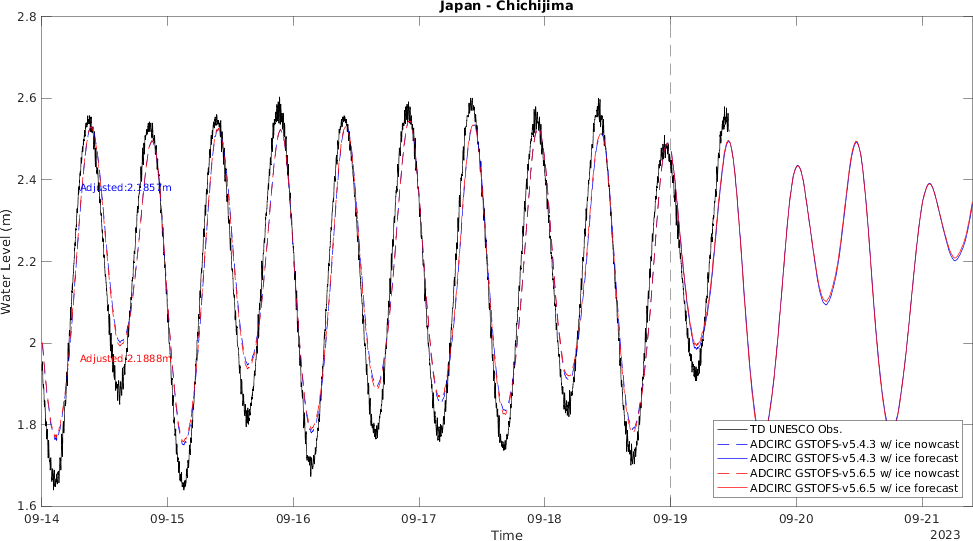 Japan - Chichijima
2.8
2.6
2.4
2.2
2
1.8
1.6
Water Level (m)
Adjusted:2.1857m
Adjusted:2.1888m
TD UNESCO Obs.
ADCIRC GSTOFS-v5.4.3 w/ ice nowcast
ADCIRC GSTOFS-v5.4.3 w/ ice forecast
ADCIRC GSTOFS-v5.6.5 w/ ice nowcast
ADCIRC GSTOFS-v5.6.5 w/ ice forecast
09-14 09-15 09-16 09-17 09-18 09-19 09-20 09-21
Time
2023